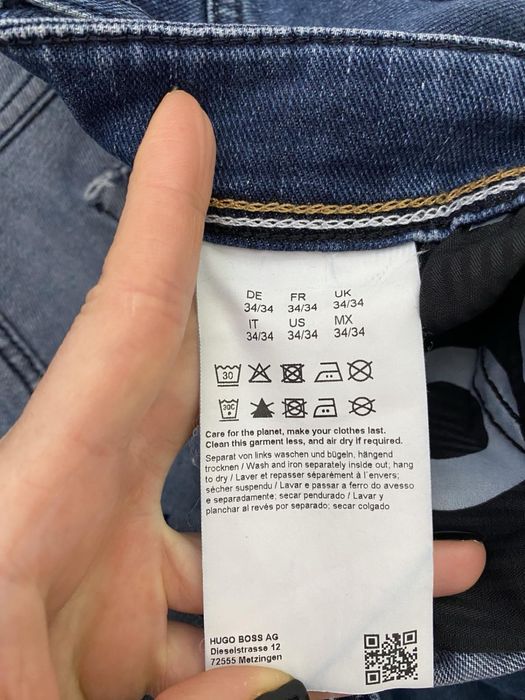 DE FR UK
34/34 34/34 34/34
IT US MX
34/34 34/34 34/34
30
30C
Care for the planet, make your clothes last.
Clean this garment less, and air dry if required.
Separat von links waschen und bügeln, hängend
trocknen / Wash and iron separately inside out; hang
to dry / Laver et repasser séparément à l'envers;
sécher suspendu / Lavar e passar a ferro do avesso
e separadamente; secar pendurado / Lavar y
planchar al revés por separado; secar colgado
HUGO BOSS AG
Dieselstrasse 12
72555 Metzingen